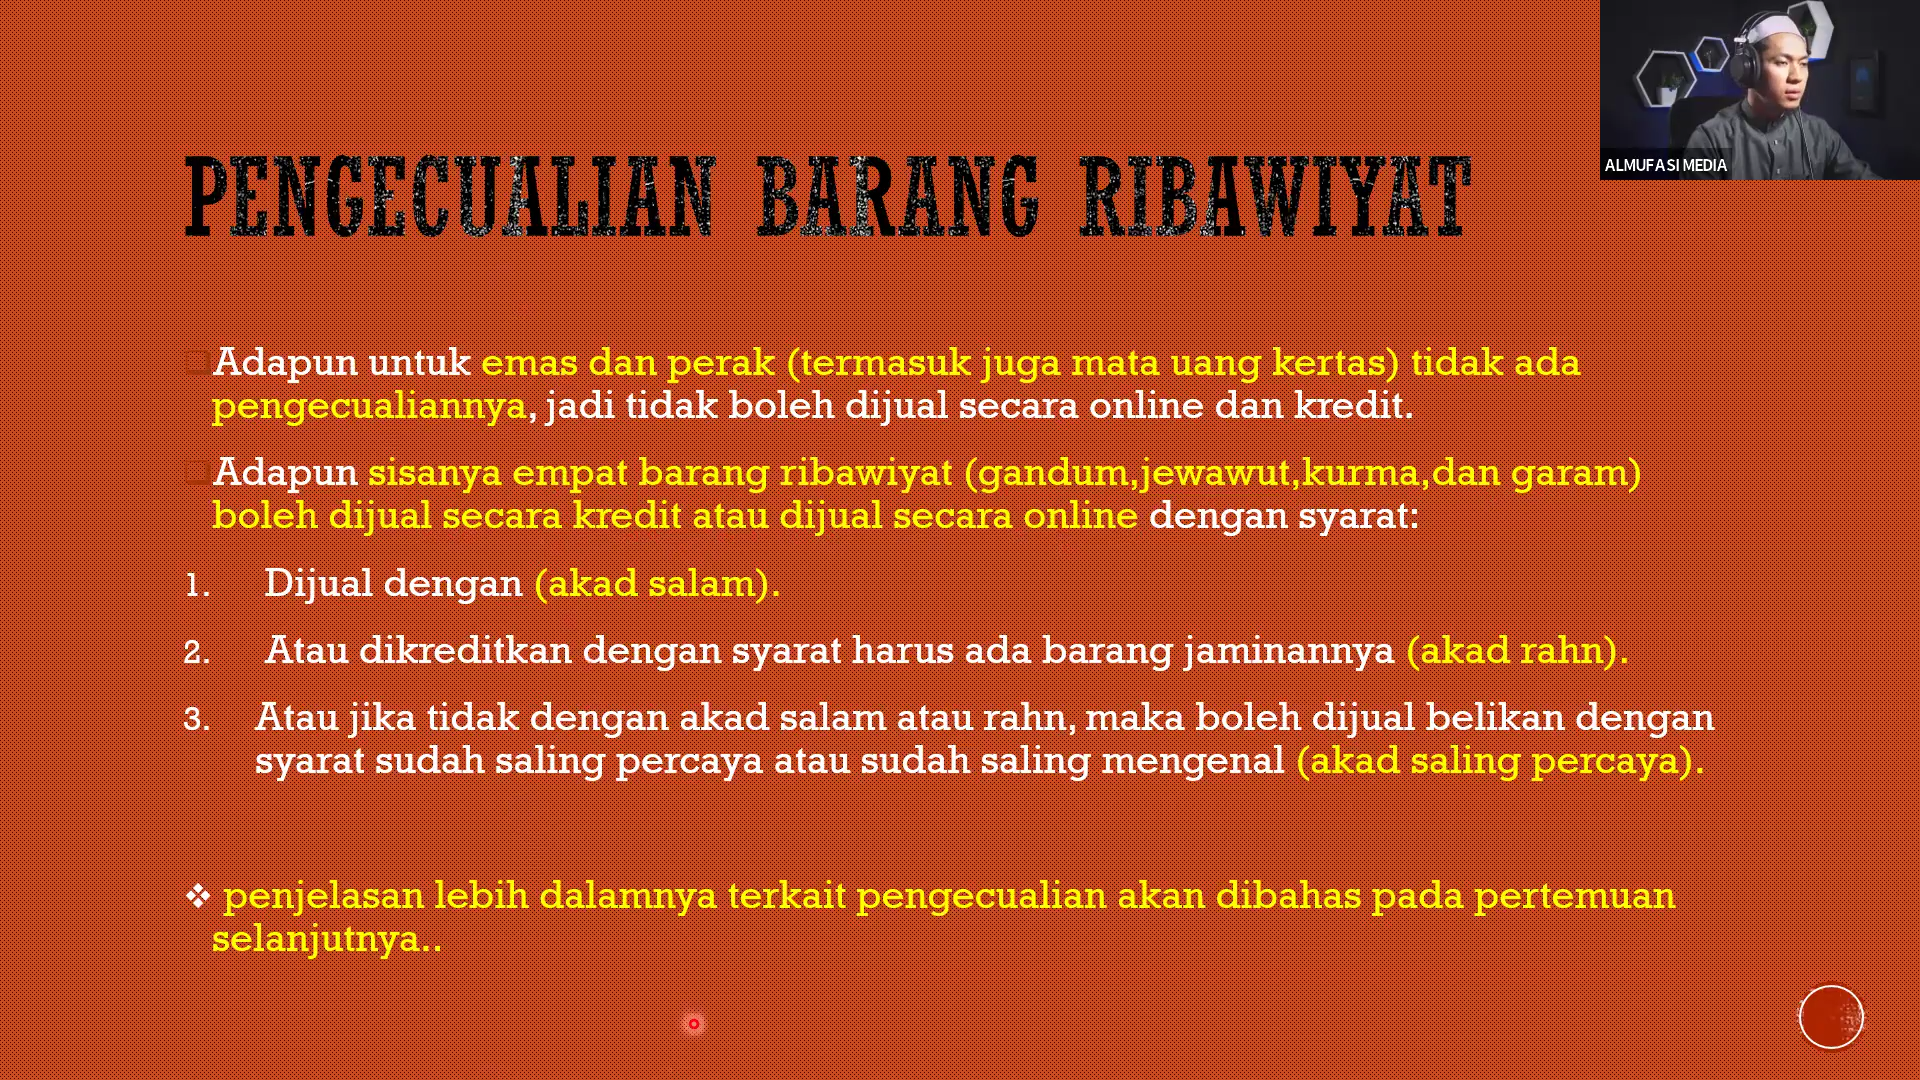 ALMUFASI MEDIA
PENGECUALIAN BARANG RIBAWIYAT
Adapun untuk emas dan perak (termasuk juga mata uang kertas) tidak ada
pengecualiannya, jadi tidak boleh dijual secara online dan kredit.
Adapun sisanya empat barang ribawiyat (gandum,jewawut,kurma,dan garam)
boleh dijual secara kredit atau dijual secara online dengan syarat:
1. Dijual dengan (akad salam).
2. Atau dikreditkan dengan syarat harus ada barang jaminannya (akad rahn).
3. Atau jika tidak dengan akad salam atau rahn, maka boleh dijual belikan dengan
syarat sudah saling percaya atau sudah saling mengenal (akad saling percaya).
❖ penjelasan lebih dalamnya terkait pengecualian akan dibahas pada pertemuan
selanjutnya..